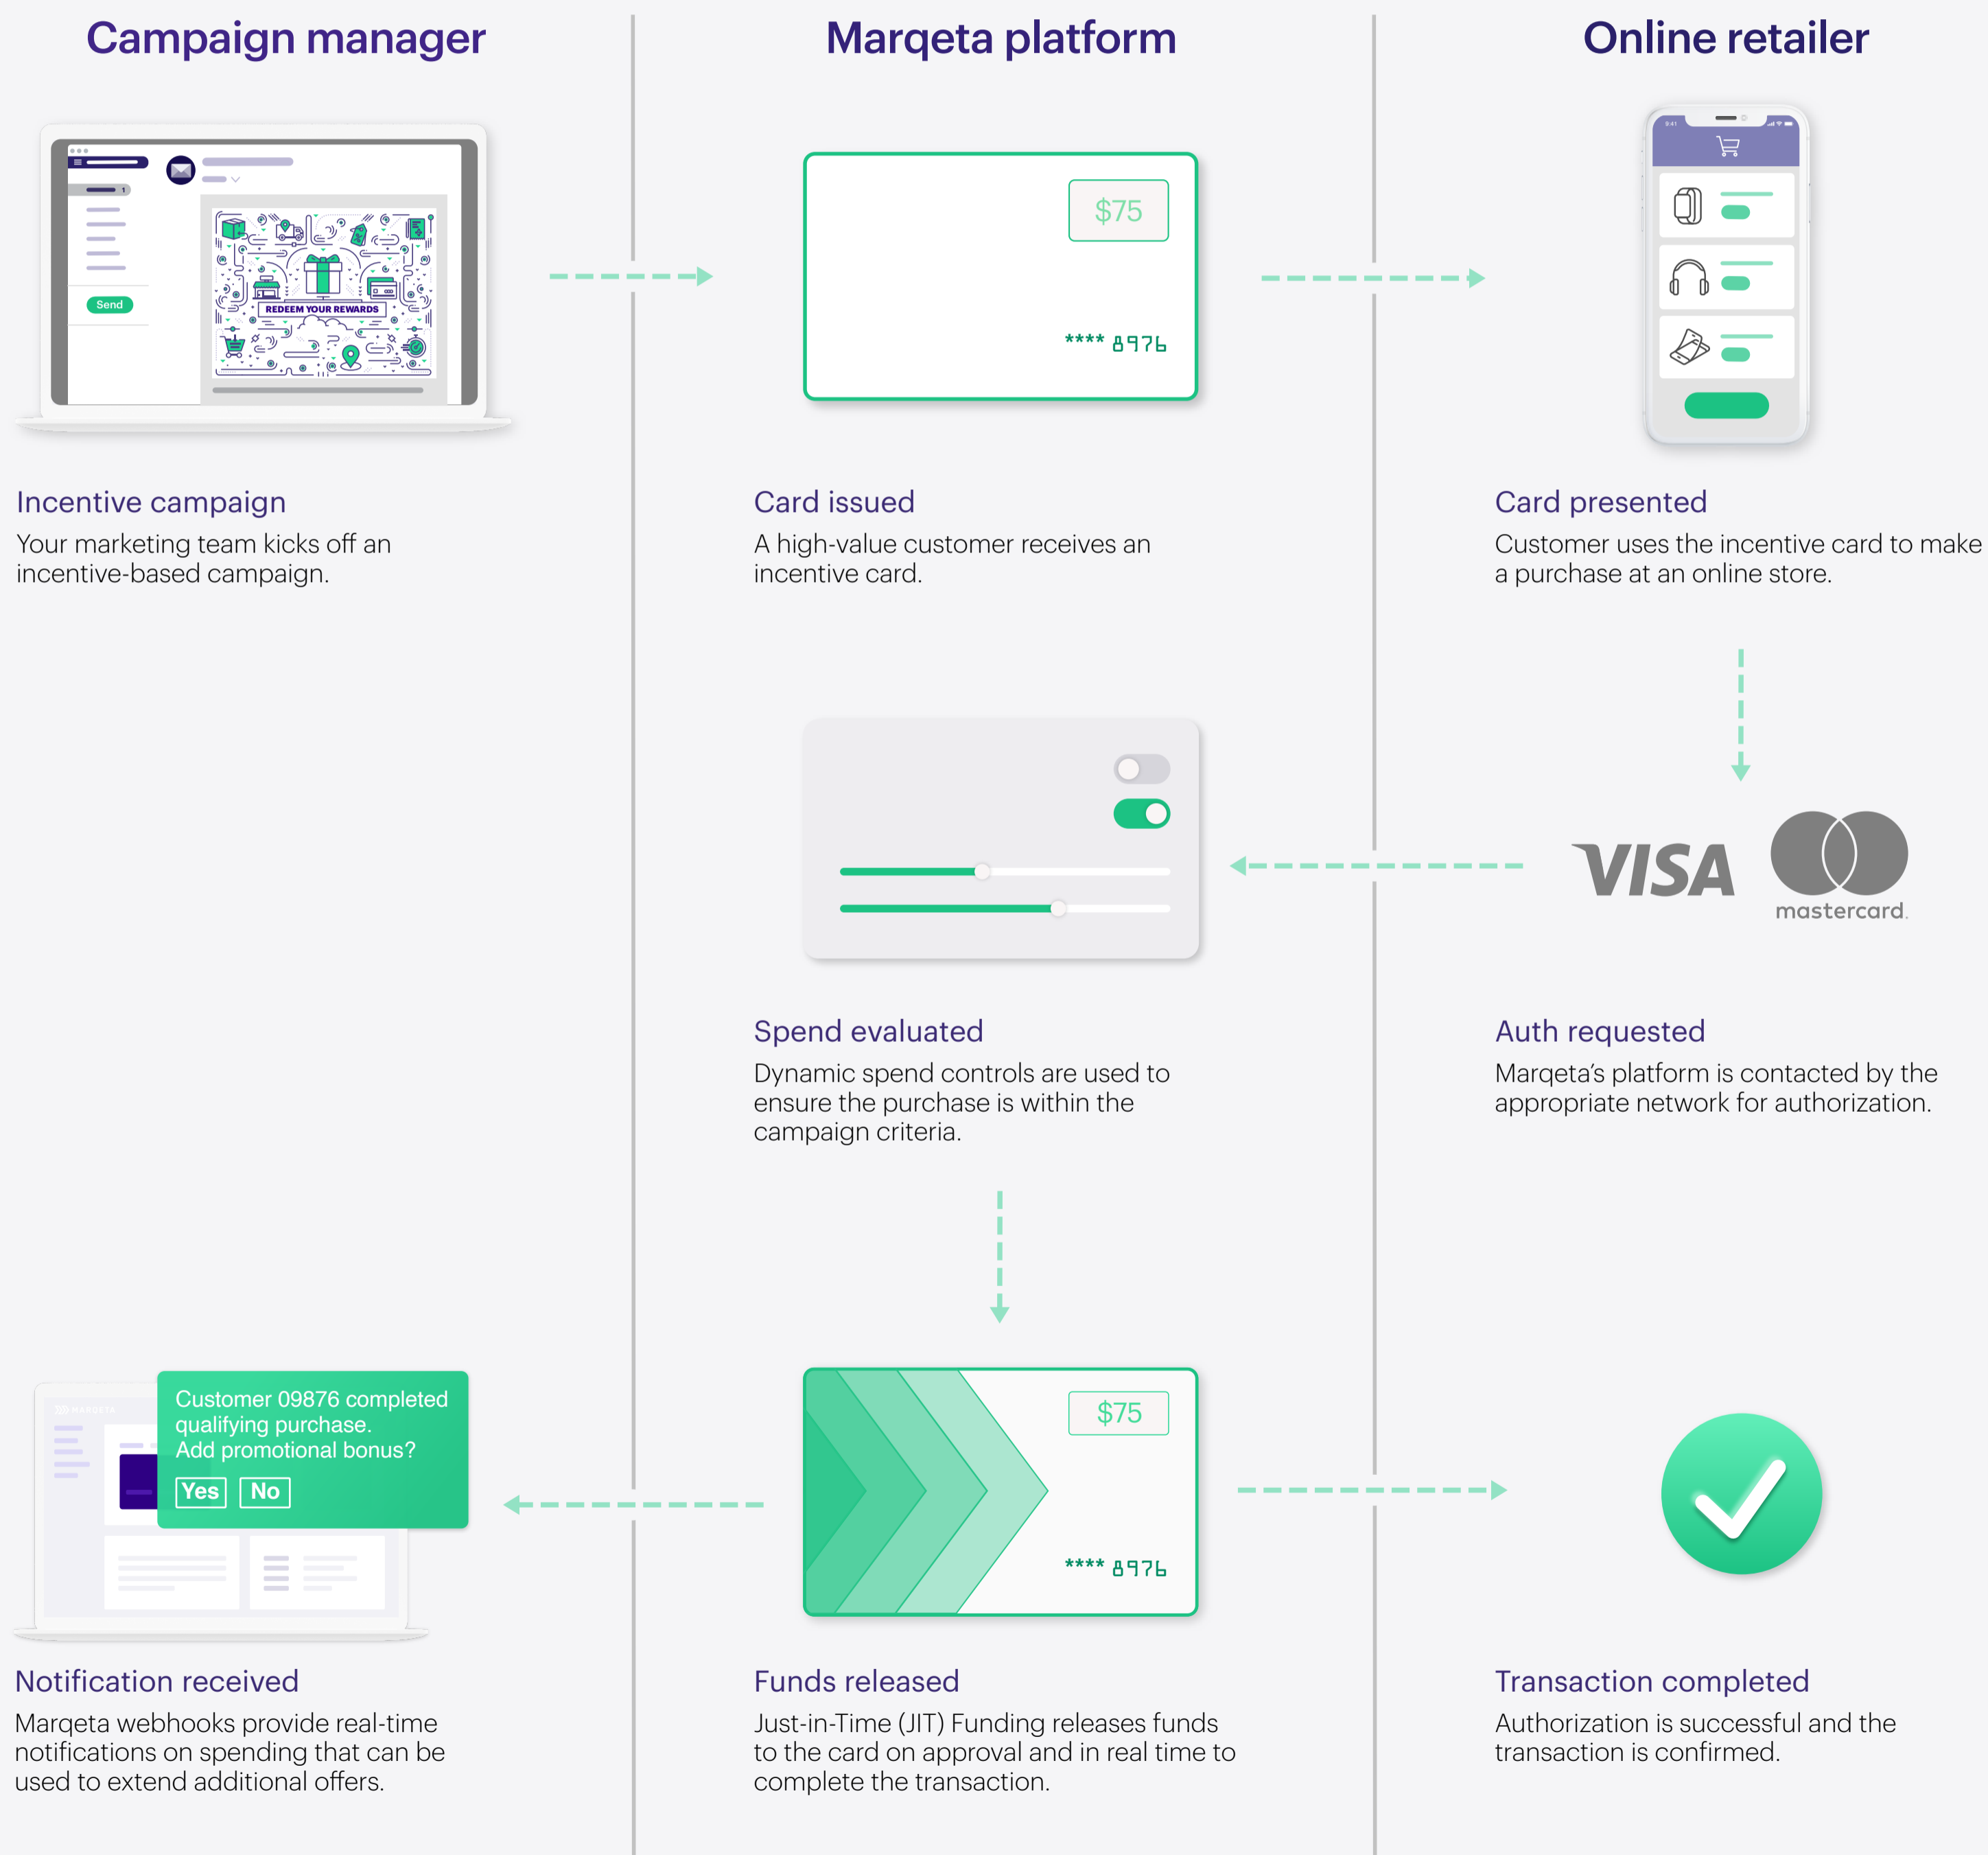 Campaign manager
Marqeta platform
Online retailer
9:41
1
Send
REDEEM YOUR REWARDS
$75
**** 8976
Incentive campaign
Your marketing team kicks off an
incentive-based campaign.
Card issued
A high-value customer receives an
incentive card.
Card presented
Customer uses the incentive card to make
a purchase at an online store.
VISA
mastercard.
Spend evaluated
Dynamic spend controls are used to
ensure the purchase is within the
campaign criteria.
Auth requested
Marqeta’s platform is contacted by the
appropriate network for authorization.
MARQETA
Customer 09876 completed
qualifying purchase.
Add promotional bonus?
Yes No
$75
**** 8976
Notification received
Marqeta webhooks provide real-time
notifications on spending that can be
used to extend additional offers.
Funds released
Just-in-Time (JIT) Funding releases funds
to the card on approval and in real time to
complete the transaction.
Transaction completed
Authorization is successful and the
transaction is confirmed.